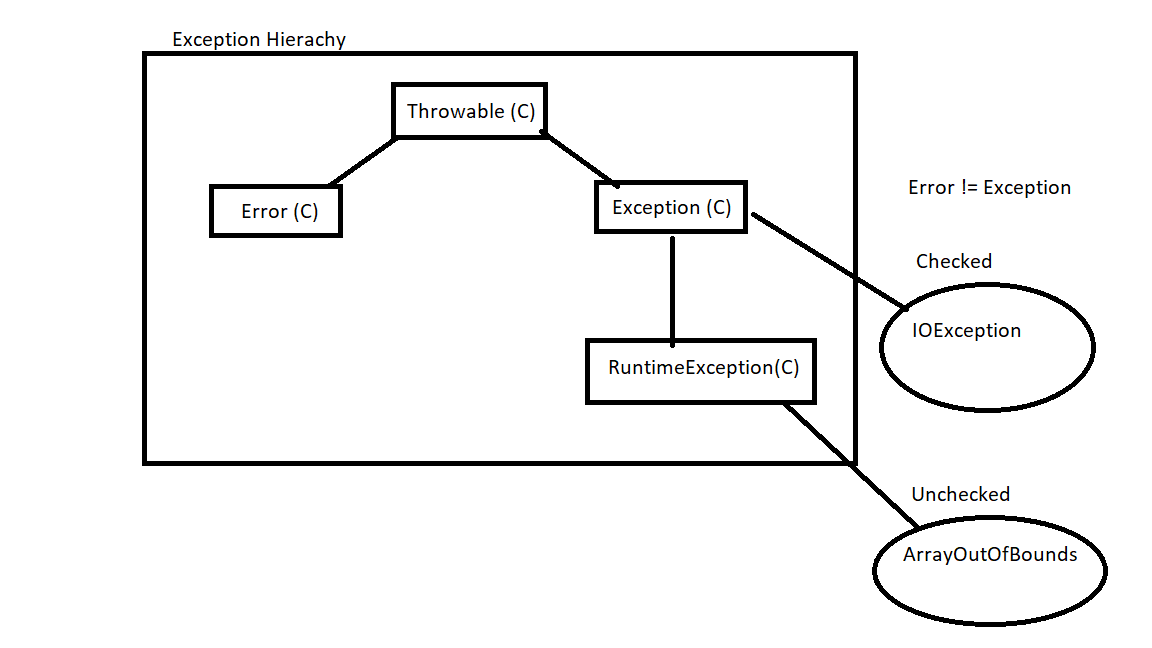 Exception Hierachy
Throwable (C)
Error (C)
Exception (C)
Error != Exception
Checked
IOException
RuntimeException(C)
Unchecked
ArrayOutOfBounds